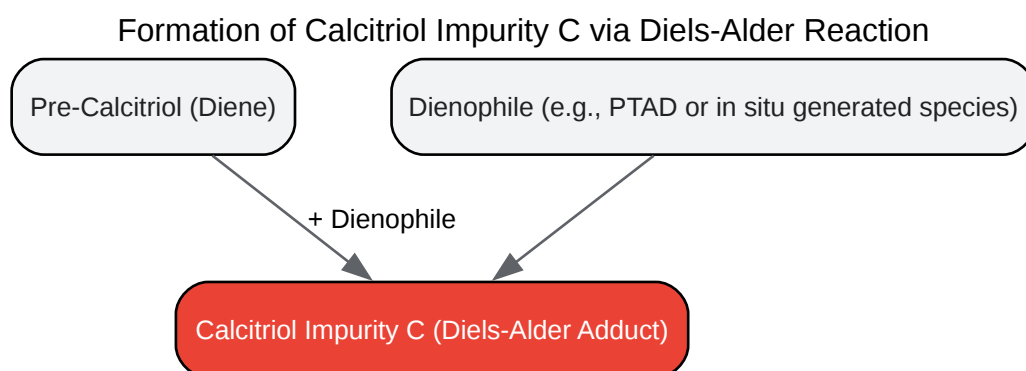 Formation of Calcitriol Impurity C via Diels-Alder Reaction
Pre-Calcitriol (Diene)
Dienophile (e.g., PTAD or in situ generated species)
+ Dienophile
Calcitriol Impurity C (Diels-Alder Adduct)